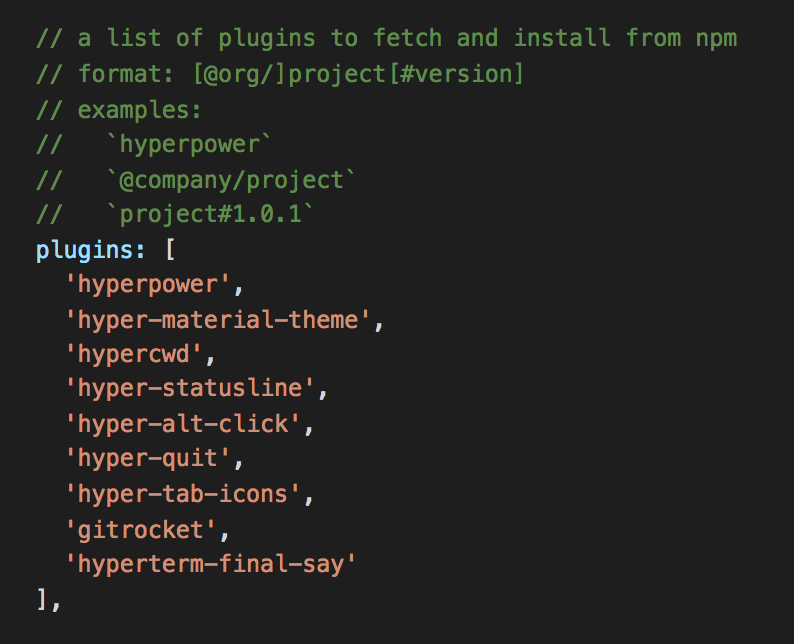 // a list of plugins to fetch and install from npm
// format: [@org/]project[#version]
// examples:
//   `hyperpower`
//   `@company/project`
//   `project#1.0.1`
plugins: [
  'hyperpower',
  'hyper-material-theme',
  'hypercwd',
  'hyper-statusline',
  'hyper-alt-click',
  'hyper-quit',
  'hyper-tab-icons',
  'gitrocket',
  'hyperterm-final-say'
],